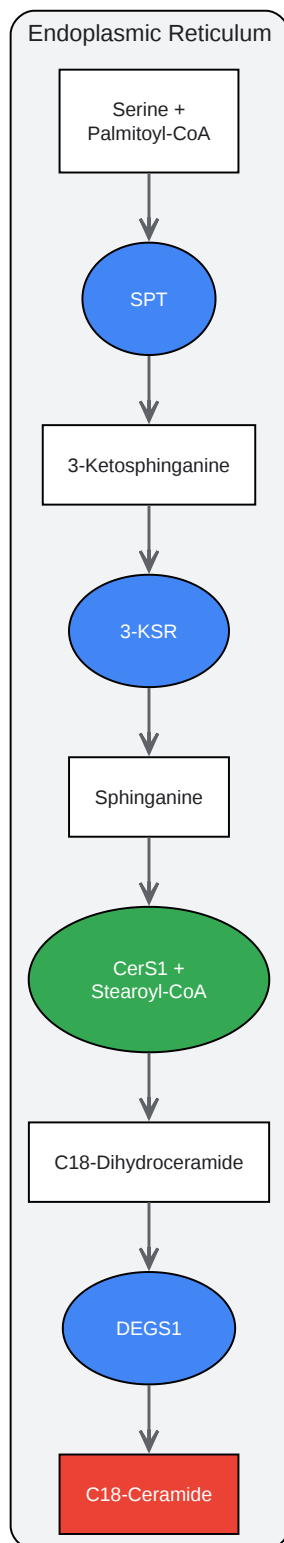 Endoplasmic Reticulum
Serine +
Palmitoyl-CoA
SPT
3-Ketosphinganine
3-KSR
Sphinganine
CerS1 +
Stearoyl-CoA
C18-Dihydroceramide
DEGS1
C18-Ceramide